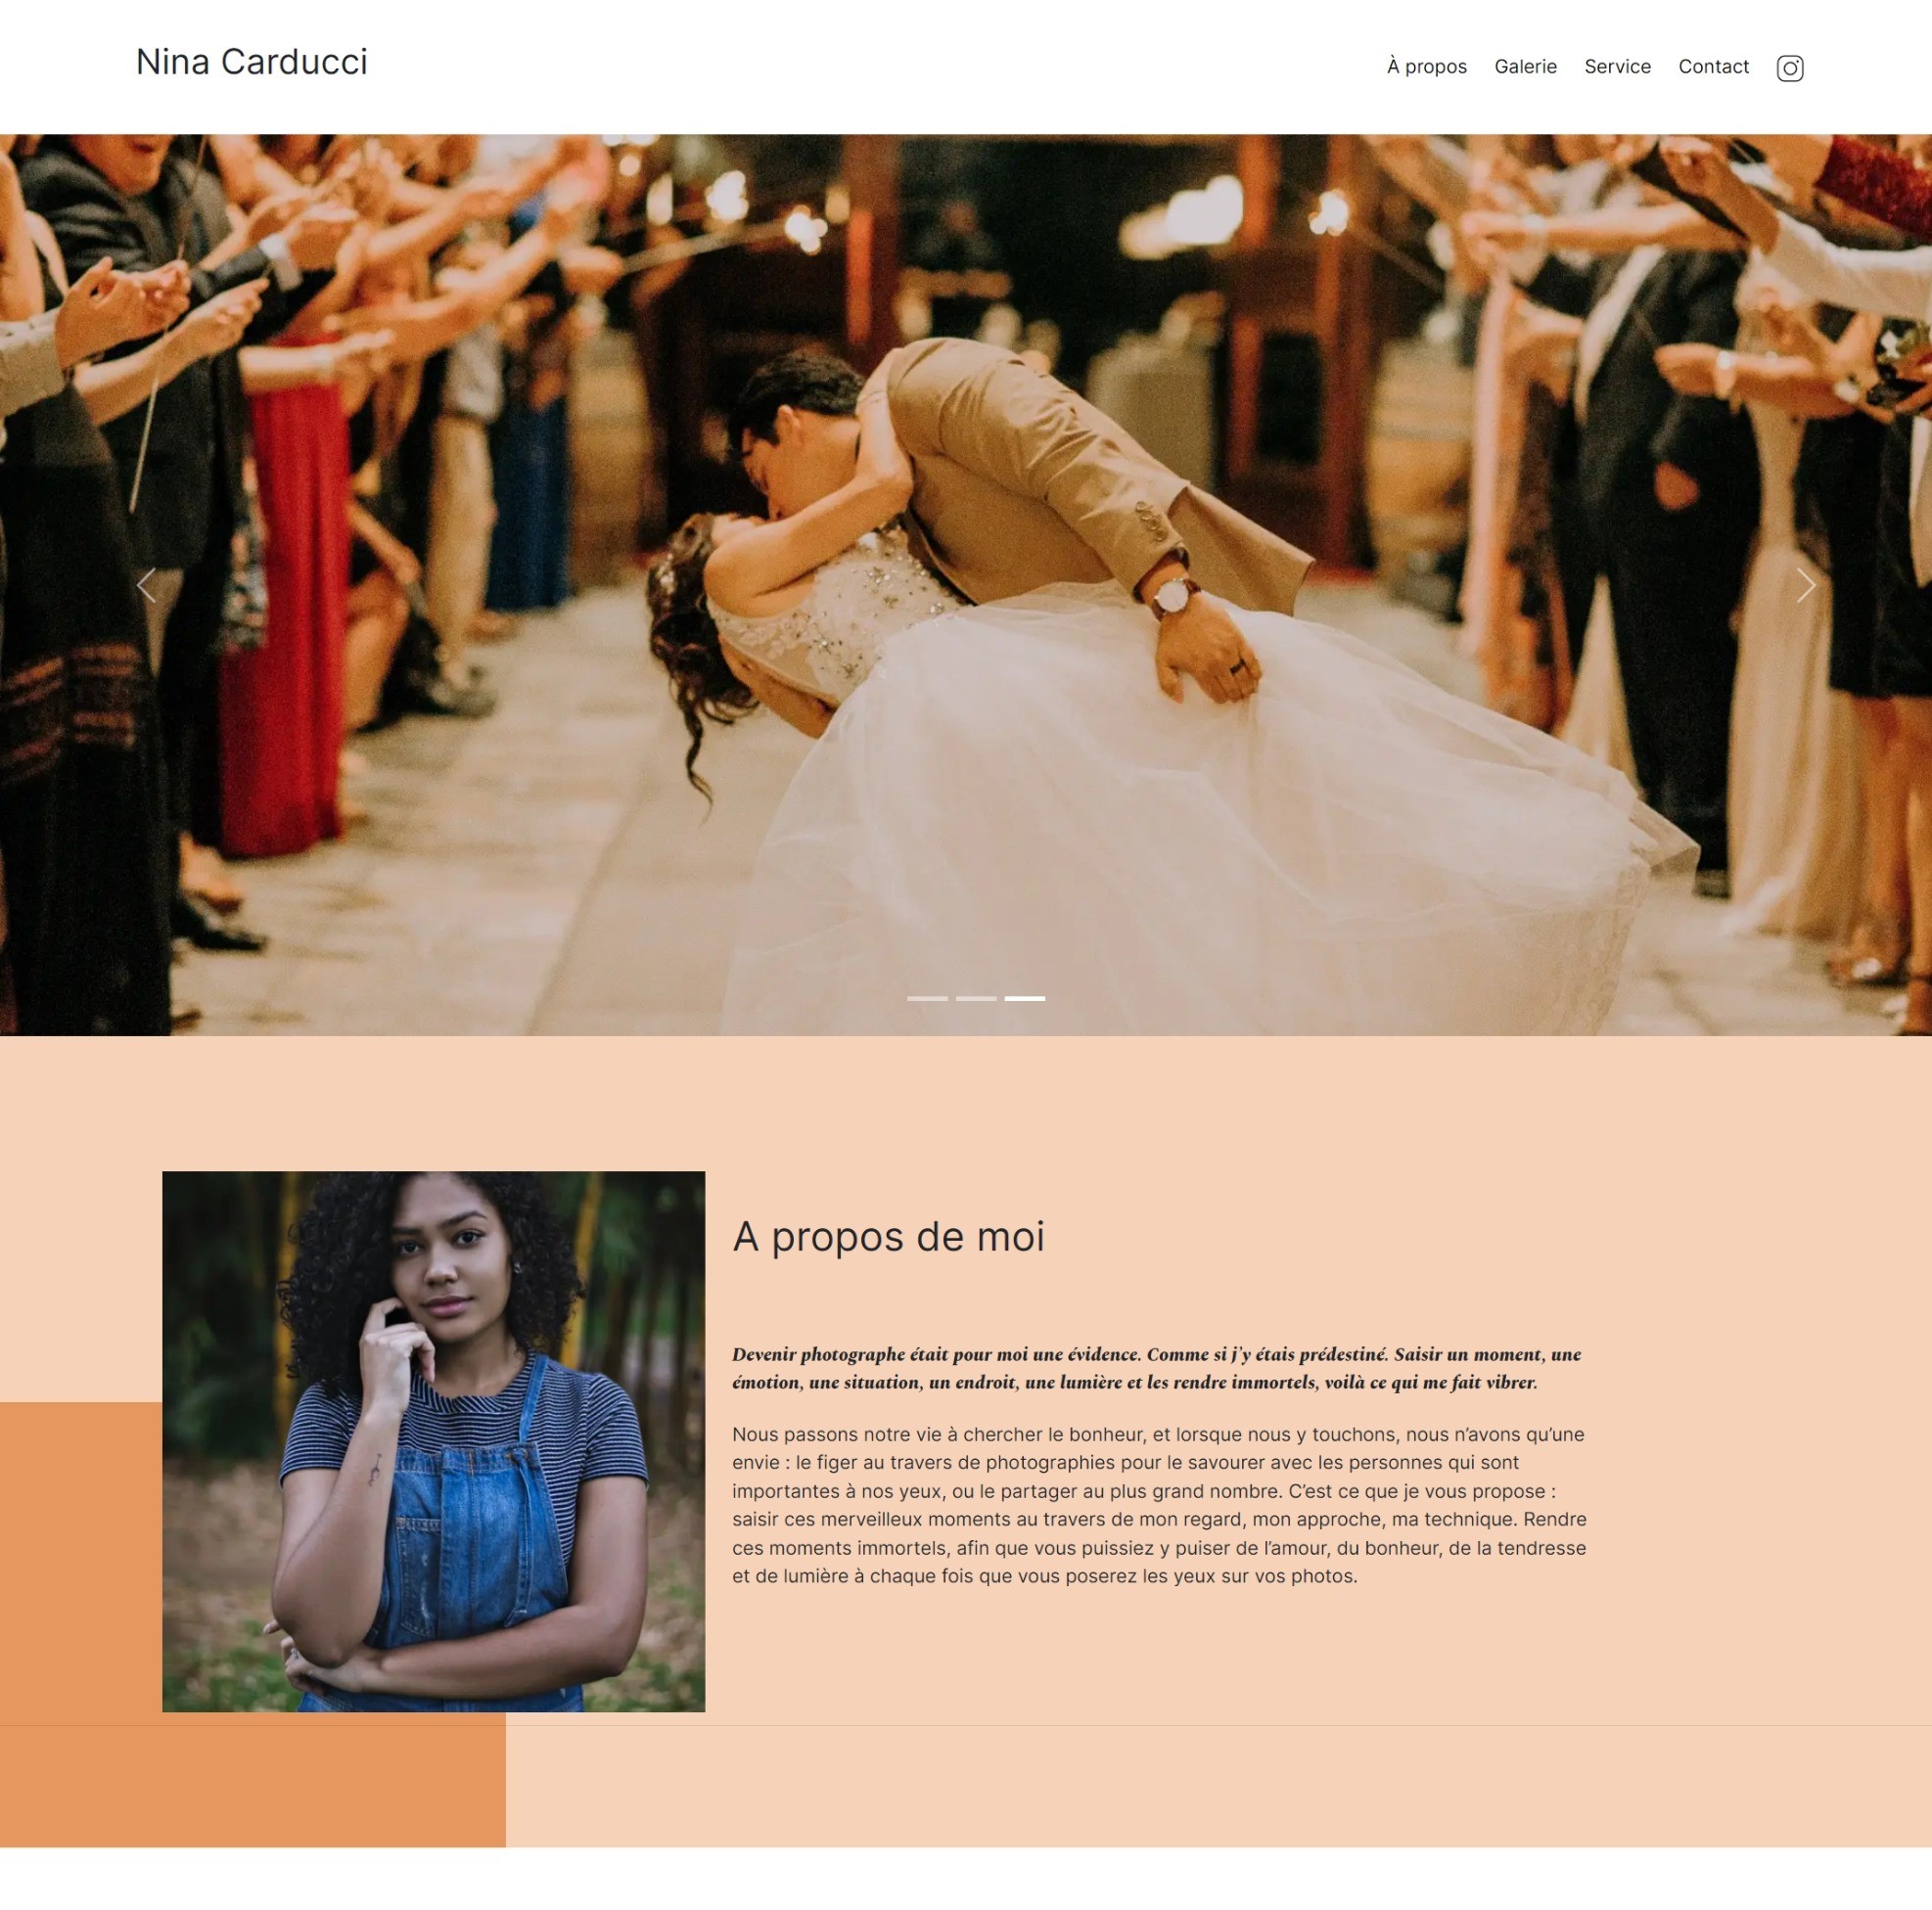 Nina Carducci
À propos Galerie Service Contact
A propos de moi
Devenir photographe était pour moi une évidence. Comme si j’y étais prédestiné. Saisir un moment, une
émotion, une situation, un endroit, une lumière et les rendre immortels, voilà ce qui me fait vibrer.
Nous passons notre vie à chercher le bonheur, et lorsque nous y touchons, nous n’avons qu’une
envie : le figer au travers de photographies pour le savourer avec les personnes qui sont
importantes à nos yeux, ou le partager au plus grand nombre. C’est ce que je vous propose :
saisir ces merveilleux moments au travers de mon regard, mon approche, ma technique. Rendre
ces moments immortels, afin que vous puissiez y puiser de l’amour, du bonheur, de la tendresse
et de lumière à chaque fois que vous poserez les yeux sur vos photos.